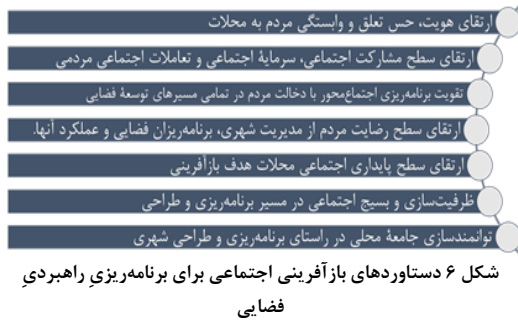 ارتقای هویت، حس تعلق و وابستگی مردم به محلات
ارتقای سطح مشارکت اجتماعی، سرمایهٔ اجتماعی و تعاملات اجتماعی مردمی
تقویت برنامه‌ریزی اجتماع‌محور با دخالت مردم در تمامی مسیرهای توسعهٔ فضایی
ارتقای سطح رضایت مردم از مدیریت شهری، برنامه‌ریزان فضایی و عملکرد آنها.
ارتقای سطح پایداری اجتماعی محلات هدف بازآفرینی
ظرفیت‌سازی و بسیج اجتماعی در مسیر برنامه‌ریزی و طراحی
توانمندسازی جامعهٔ محلی در راستای برنامه‌ریزی و طراحی شهری
شکل ۶ دستاوردهای بازآفرینی اجتماعی برای برنامه‌ریزیِ راهبردیِ
فضایی